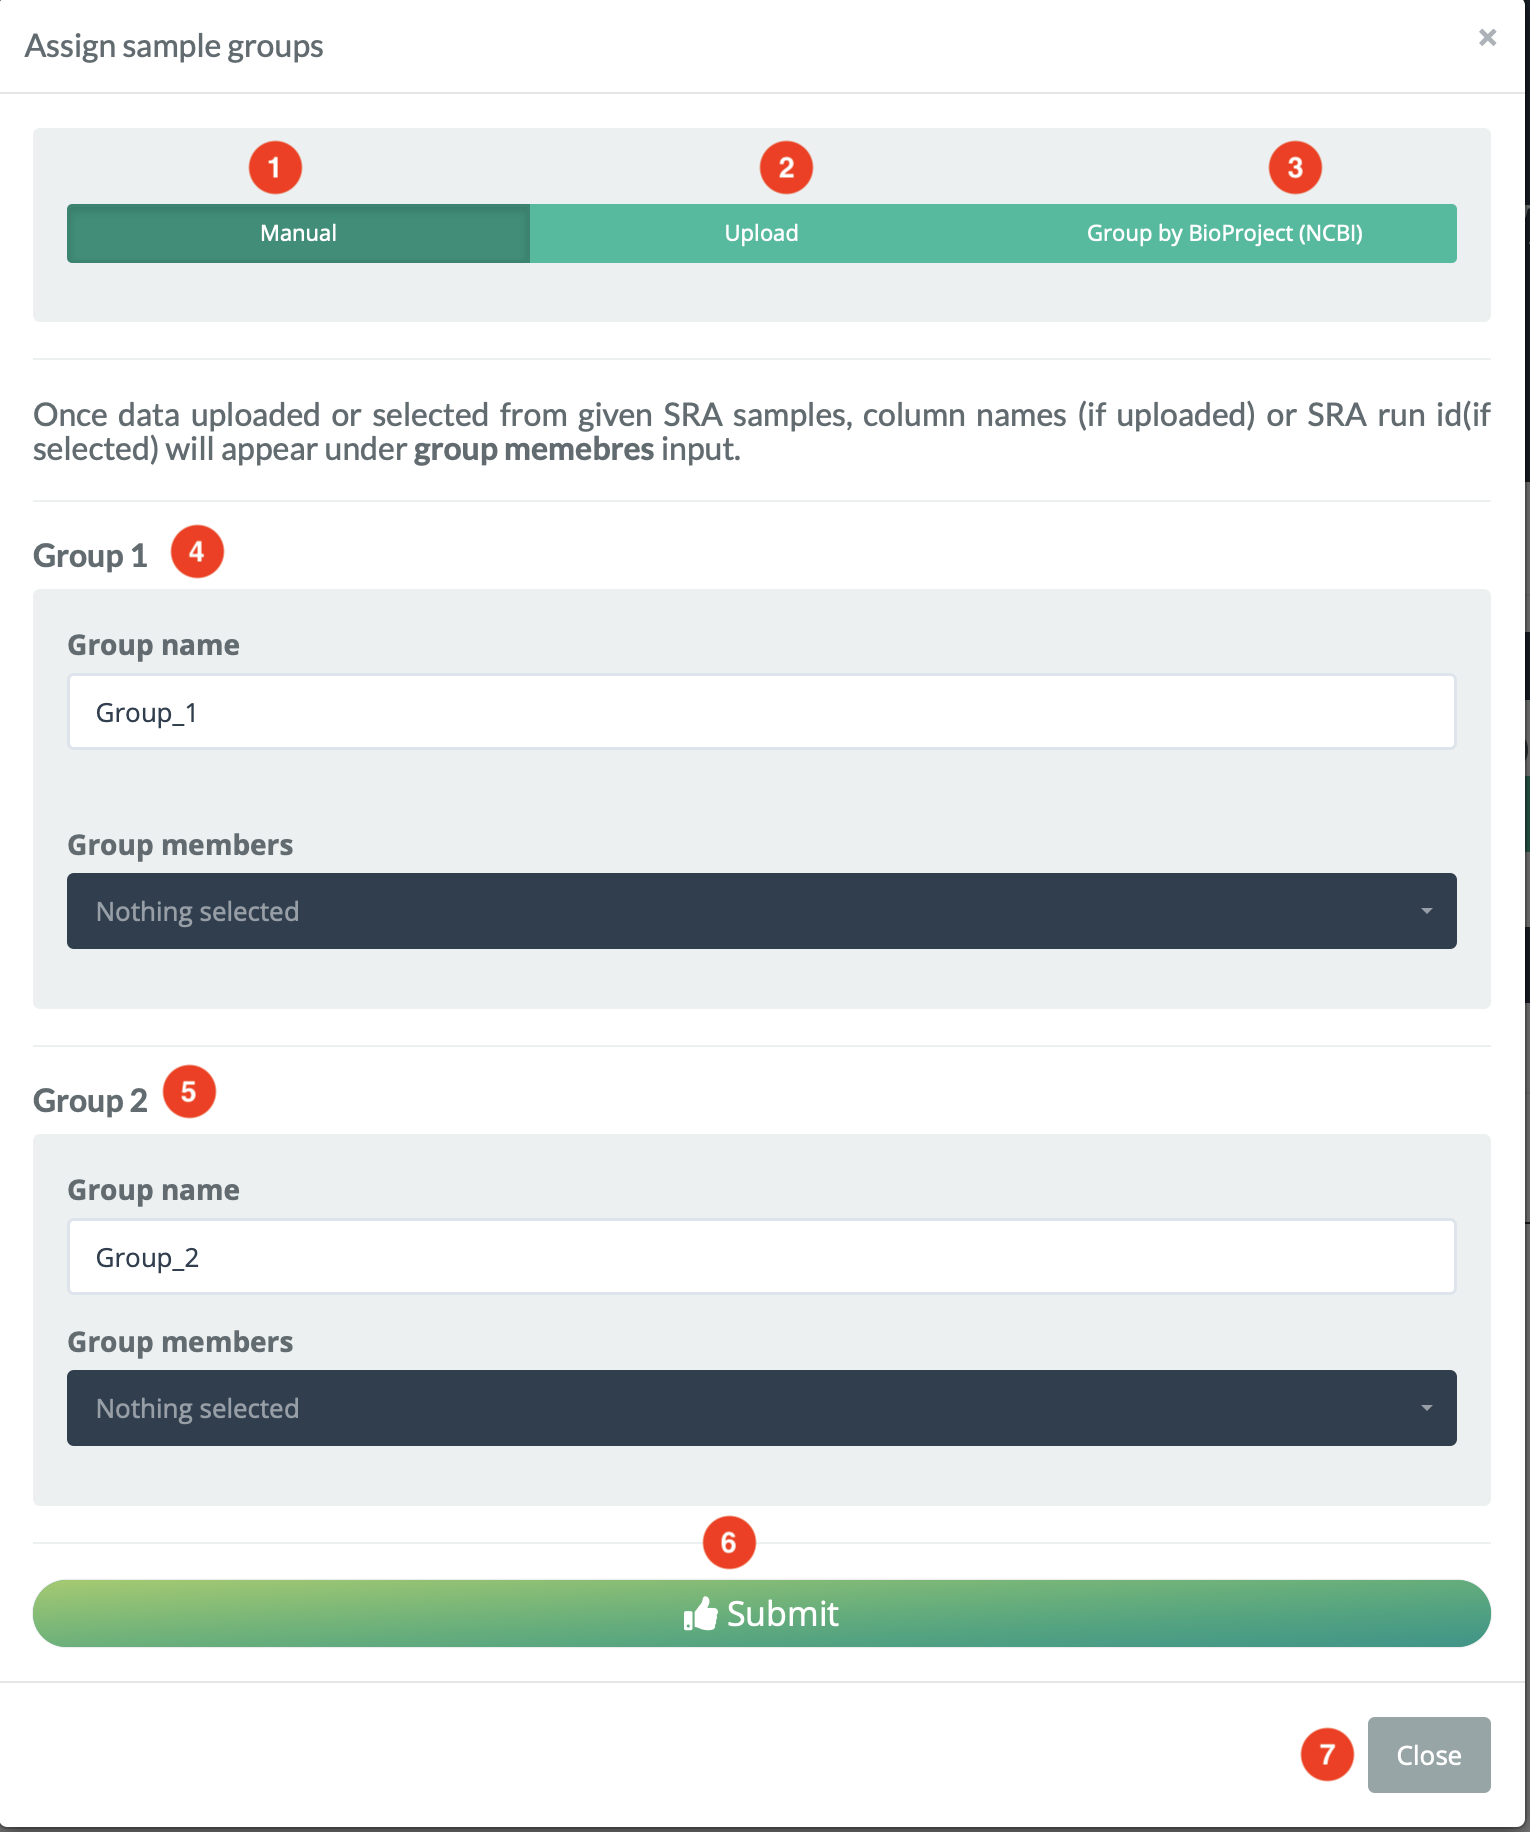 Assign sample groups
×
1
2
3
Manual
Upload
Group by BioProject (NCBI)
Once data uploaded or selected from given SRA samples, column names (if uploaded) or SRA run id(if
selected) will appear under group memebres input.
Group 1
4
Group name
Group_1
Group members
Nothing selected
Group 2
5
Group name
Group_2
Group members
Nothing selected
6
Submit
7
Close